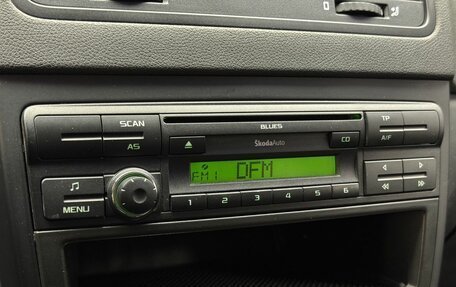 BLUES
SCAN
TP
AS
ŠkodaAuto
CD
A/F
FM1 DFM
MENU
1 2 3 4 5 6